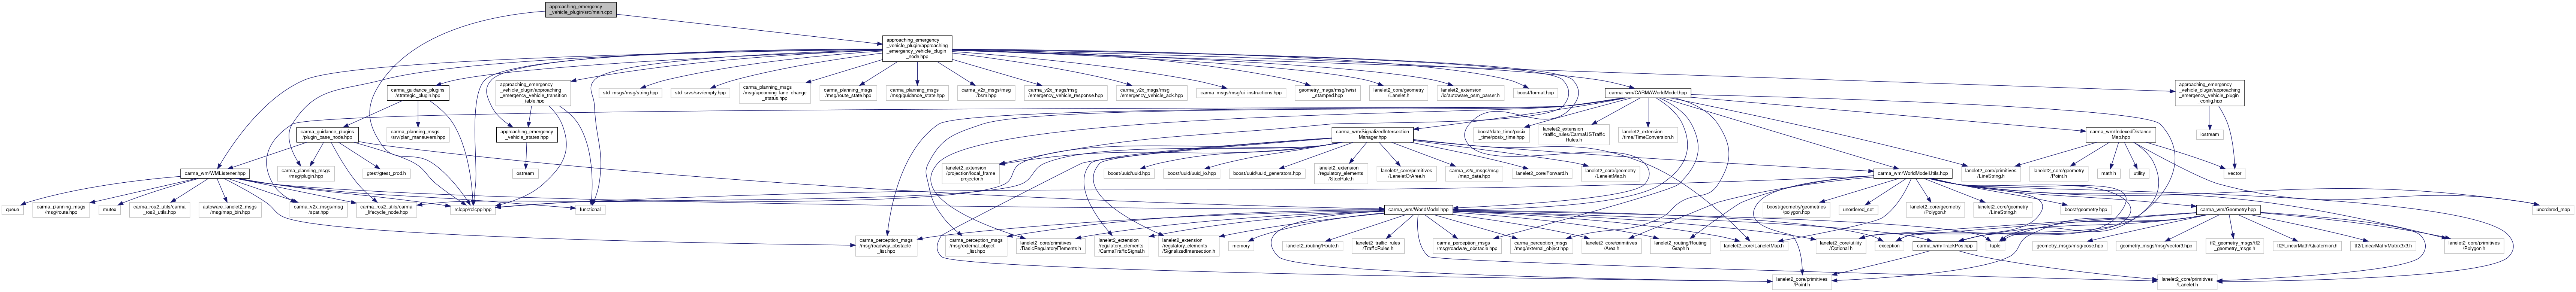 approaching_emergency
_vehicle_plugin/src/main.cpp
approaching_emergency
_vehicle_plugin/approaching
_emergency_vehicle_plugin
_node.hpp
carma_guidance_plugins
/strategic_plugin.hpp
approaching_emergency
_vehicle_plugin/approaching
_emergency_vehicle_transition
_table.hpp
std_msgs/msg/string.hpp
std_srvs/srv/empty.hpp
carma_planning_msgs
/msg/upcoming_lane_change
_status.hpp
carma_planning_msgs
/msg/route_state.hpp
carma_planning_msgs
/msg/guidance_state.hpp
carma_v2x_msgs/msg
/bsm.hpp
carma_v2x_msgs/msg
/emergency_vehicle_response.hpp
carma_v2x_msgs/msg
/emergency_vehicle_ack.hpp
carma_msgs/msg/ui_instructions.hpp
geometry_msgs/msg/twist
_stamped.hpp
lanelet2_core/geometry
/Lanelet.h
lanelet2_extension
/io/autoware_osm_parser.h
boost/format.hpp
carma_wm/CARMAWorldModel.hpp
approaching_emergency
_vehicle_plugin/approaching
_emergency_vehicle_plugin
_config.hpp
carma_guidance_plugins
/plugin_base_node.hpp
carma_planning_msgs
/srv/plan_maneuvers.hpp
approaching_emergency
_vehicle_states.hpp
carma_wm/SignalizedIntersection
Manager.hpp
boost/date_time/posix
_time/posix_time.hpp
lanelet2_extension
/traffic_rules/CarmaUSTraffic
Rules.h
lanelet2_extension
/time/TimeConversion.h
carma_wm/IndexedDistance
Map.hpp
iostream
carma_wm/WMListener.hpp
carma_planning_msgs
/msg/plugin.hpp
gtest/gtest_prod.h
ostream
lanelet2_extension
/projection/local_frame
_projector.h
boost/uuid/uuid.hpp
boost/uuid/uuid_io.hpp
boost/uuid/uuid_generators.hpp
lanelet2_extension
/regulatory_elements
/StopRule.h
lanelet2_core/primitives
/LaneletOrArea.h
carma_v2x_msgs/msg
/map_data.hpp
lanelet2_core/Forward.h
lanelet2_core/geometry
/LaneletMap.h
carma_wm/WorldModelUtils.hpp
lanelet2_core/primitives
/LineString.h
lanelet2_core/geometry
/Point.h
math.h
utility
vector
queue
carma_planning_msgs
/msg/route.hpp
mutex
carma_ros2_utils/carma
_ros2_utils.hpp
autoware_lanelet2_msgs
/msg/map_bin.hpp
carma_v2x_msgs/msg
/spat.hpp
carma_ros2_utils/carma
_lifecycle_node.hpp
rclcpp/rclcpp.hpp
functional
carma_wm/WorldModel.hpp
boost/geometry/geometries
/polygon.hpp
unordered_set
lanelet2_core/geometry
/Polygon.h
lanelet2_core/geometry
/LineString.h
boost/geometry.hpp
carma_wm/Geometry.hpp
unordered_map
carma_perception_msgs
/msg/roadway_obstacle
_list.hpp
carma_perception_msgs
/msg/external_object
_list.hpp
lanelet2_core/primitives
/BasicRegulatoryElements.h
lanelet2_extension
/regulatory_elements
/CarmaTrafficSignal.h
lanelet2_extension
/regulatory_elements
/SignalizedIntersection.h
memory
lanelet2_routing/Route.h
lanelet2_traffic_rules
/TrafficRules.h
carma_perception_msgs
/msg/roadway_obstacle.hpp
carma_perception_msgs
/msg/external_object.hpp
lanelet2_core/primitives
/Area.h
lanelet2_routing/Routing
Graph.h
lanelet2_core/LaneletMap.h
lanelet2_core/utility
/Optional.h
exception
carma_wm/TrackPos.hpp
tuple
geometry_msgs/msg/pose.hpp
geometry_msgs/msg/vector3.hpp
tf2_geometry_msgs/tf2
_geometry_msgs.h
tf2/LinearMath/Quaternion.h
tf2/LinearMath/Matrix3x3.h
lanelet2_core/primitives
/Polygon.h
lanelet2_core/primitives
/Point.h
lanelet2_core/primitives
/Lanelet.h